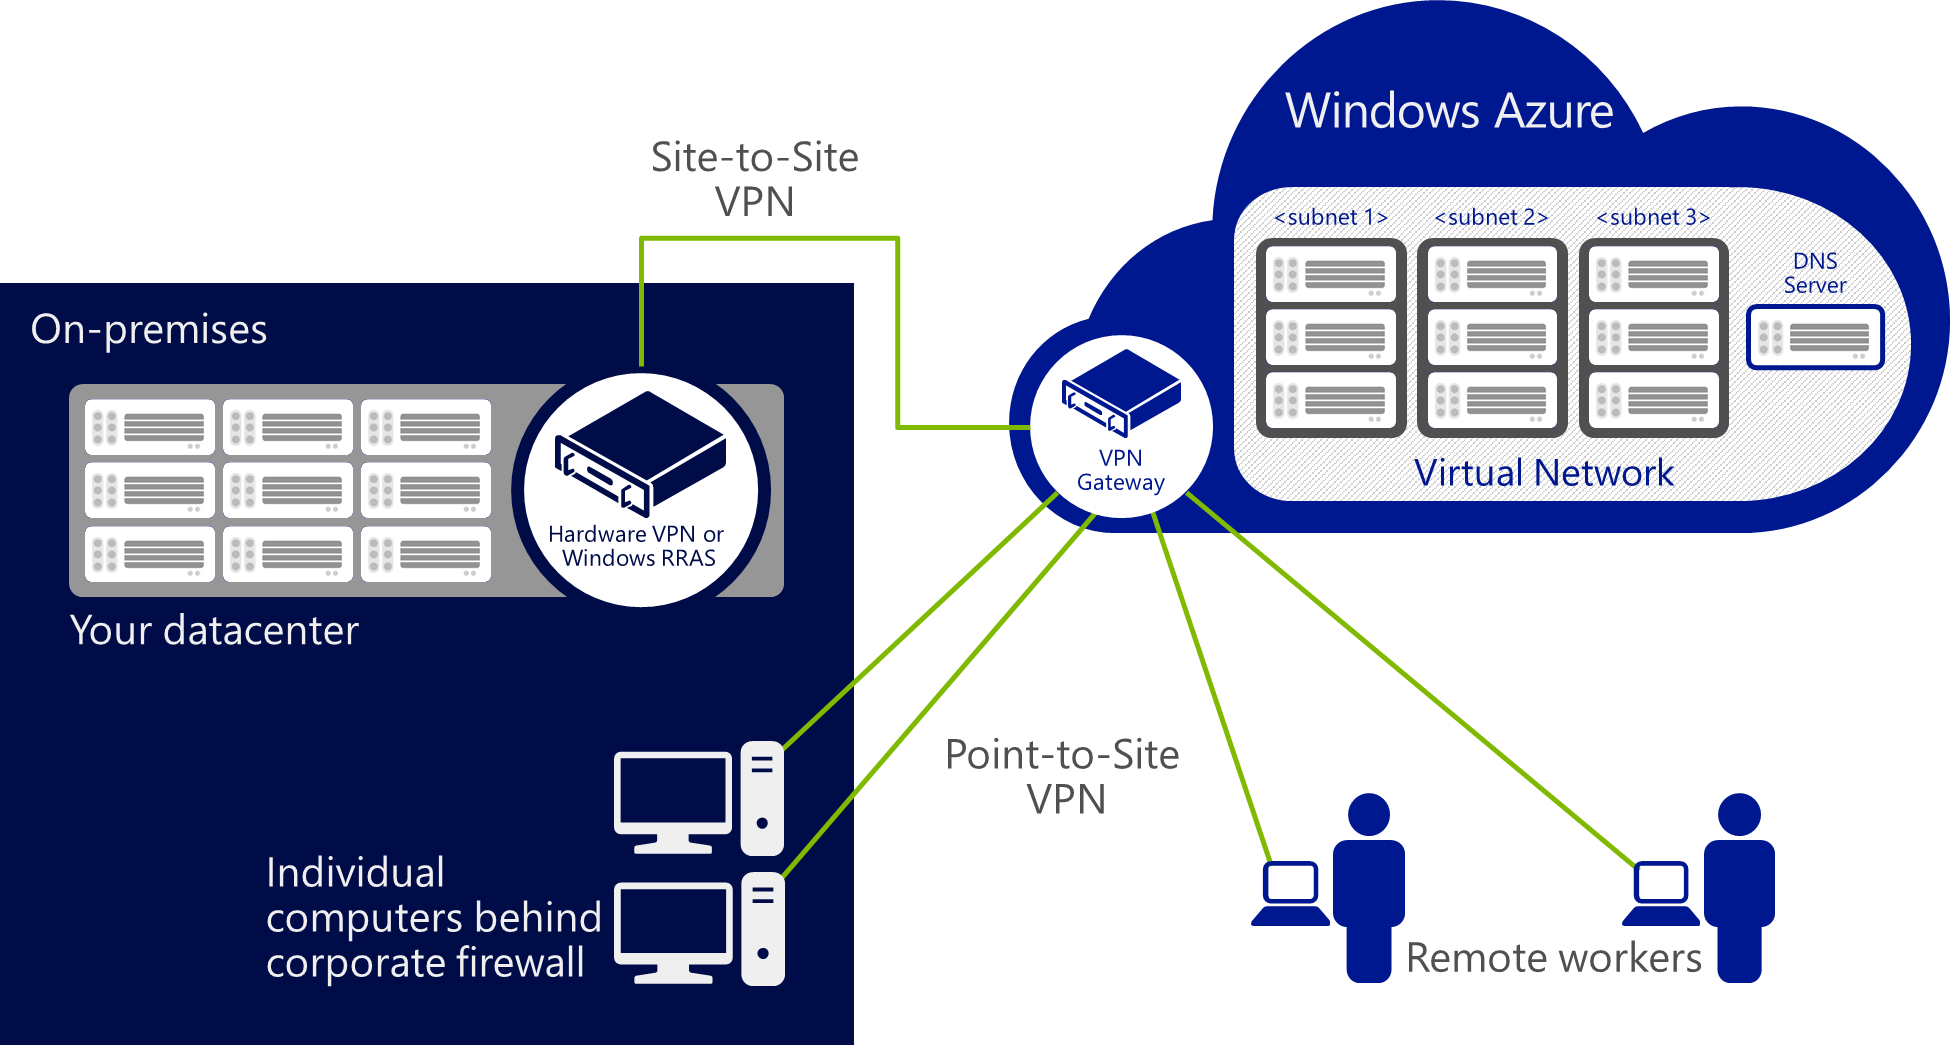 Windows Azure
Site-to-Site
VPN
<subnet 1>
<subnet 2>
<subnet 3>
DNS
Server
Virtual Network
VPN
Gateway
On-premises
Hardware VPN or
Windows RRAS
Your datacenter
Point-to-Site
VPN
Individual
computers behind
corporate firewall
Remote workers